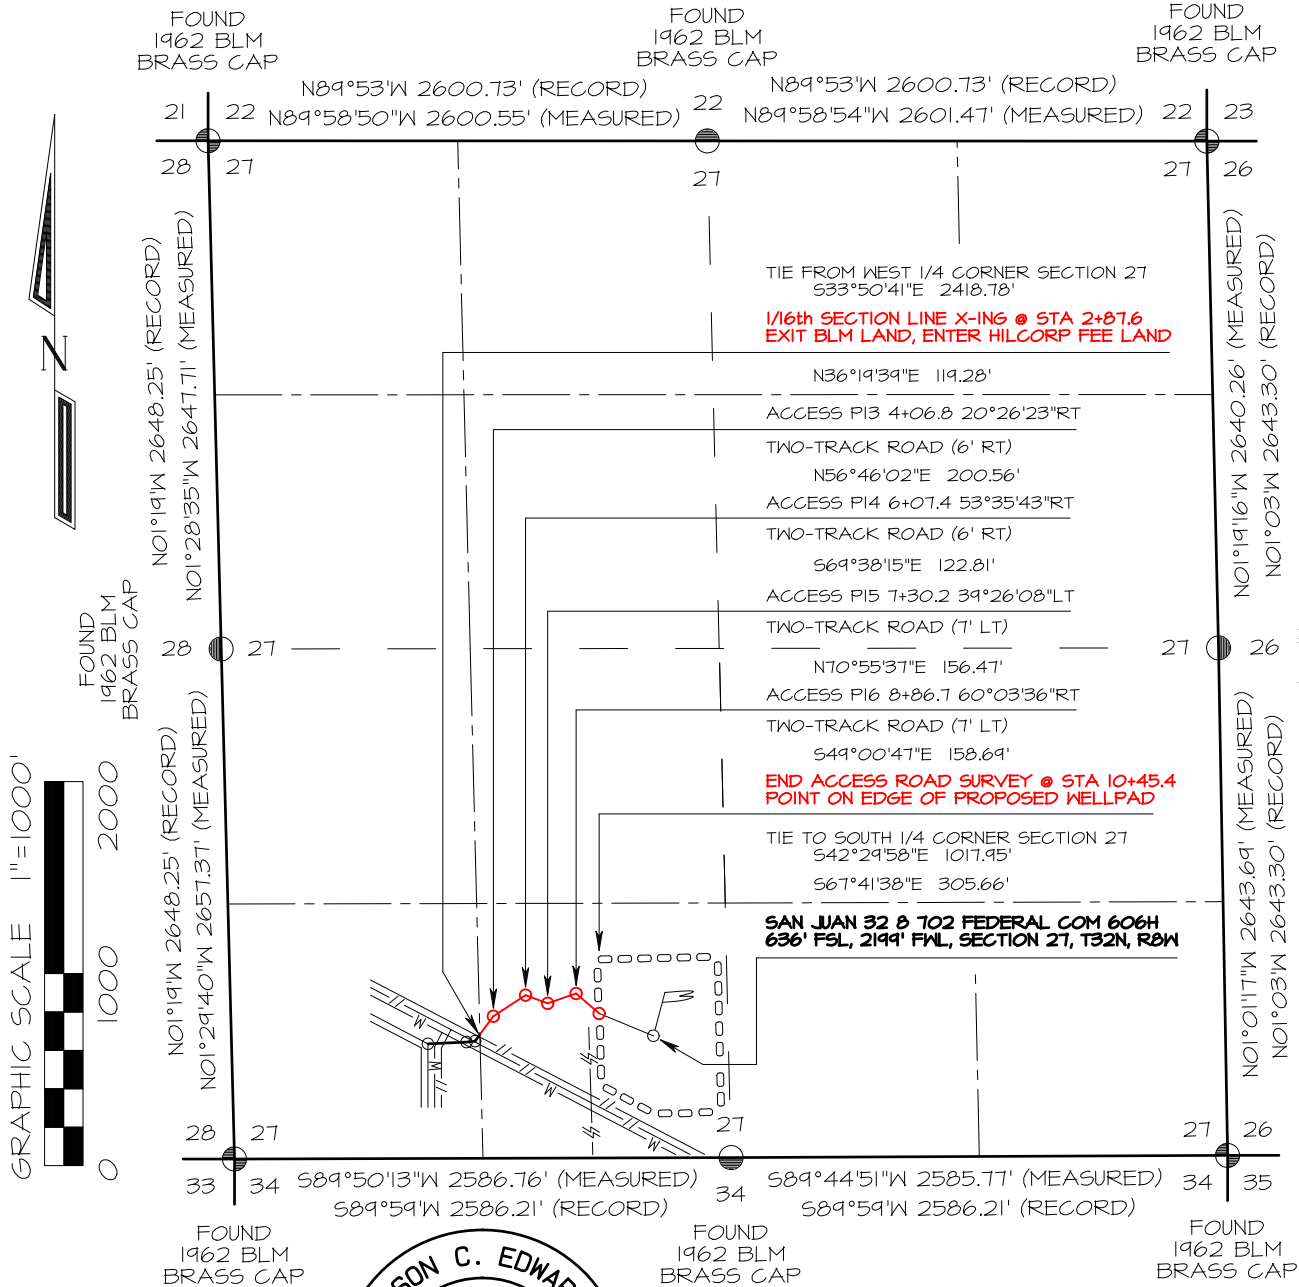 FOUND
1962 BLM
BRASS CAP
FOUND
1962 BLM
BRASS CAP
FOUND
1962 BLM
BRASS CAP
N89°53'W 2600.73' (RECORD)
N89°58'50"W 2600.55' (MEASURED)
N89°53'W 2600.73' (RECORD)
N89°58'54"W 2601.47' (MEASURED)
21 22
28 27
22
27
22 23
27 26
N
N01°19'W 2648.25' (RECORD)
N01°28'35"W 2647.71' (MEASURED)
N01°19'16"W 2640.26' (MEASURED)
N01°03'W 2643.30' (RECORD)
TIE FROM WEST 1/4 CORNER SECTION 27
S33°50'41"E 2418.78'
1/16th SECTION LINE X-ING @ STA 2+87.6
EXIT BLM LAND, ENTER HILCORP FEE LAND
N36°19'39"E 119.28'
ACCESS PI3 4+06.8 20°26'23"RT
TWO-TRACK ROAD (6' RT)
N56°46'02"E 200.56'
ACCESS PI4 6+07.4 53°35'43"RT
TWO-TRACK ROAD (6' RT)
S69°38'15"E 122.81'
ACCESS PI5 7+30.2 39°26'08"LT
TWO-TRACK ROAD (7' LT)
N70°55'37"E 156.47'
ACCESS PI6 8+86.7 60°03'36"RT
TWO-TRACK ROAD (7' LT)
S49°00'47"E 158.69'
END ACCESS ROAD SURVEY @ STA 10+45.4
POINT ON EDGE OF PROPOSED WELLPAD
TIE TO SOUTH 1/4 CORNER SECTION 27
S42°29'58"E 1017.95'
S67°41'38"E 305.66'
SAN JUAN 32 8 702 FEDERAL COM 606H
636' FSL, 2199' FWL, SECTION 27, T32N, R8W
FOUND
1962 BLM
BRASS CAP
28 27
27 26
N01°19'W 2648.25' (RECORD)
N01°29'40"W 2657.37' (MEASURED)
N01°01'17"W 2643.69' (MEASURED)
N01°03'W 2643.30' (RECORD)
GRAPHIC SCALE 1"=1000'
0 1000 2000
M
M
M
M
28 27
33 34
27
34
27 26
34 35
S89°50'13"W 2586.76' (MEASURED)
S89°59'W 2586.21' (RECORD)
S89°44'51"W 2585.77' (MEASURED)
S89°59'W 2586.21' (RECORD)
FOUND
1962 BLM
BRASS CAP
FOUND
1962 BLM
BRASS CAP
FOUND
1962 BLM
BRASS CAP
SON C. EDWAR